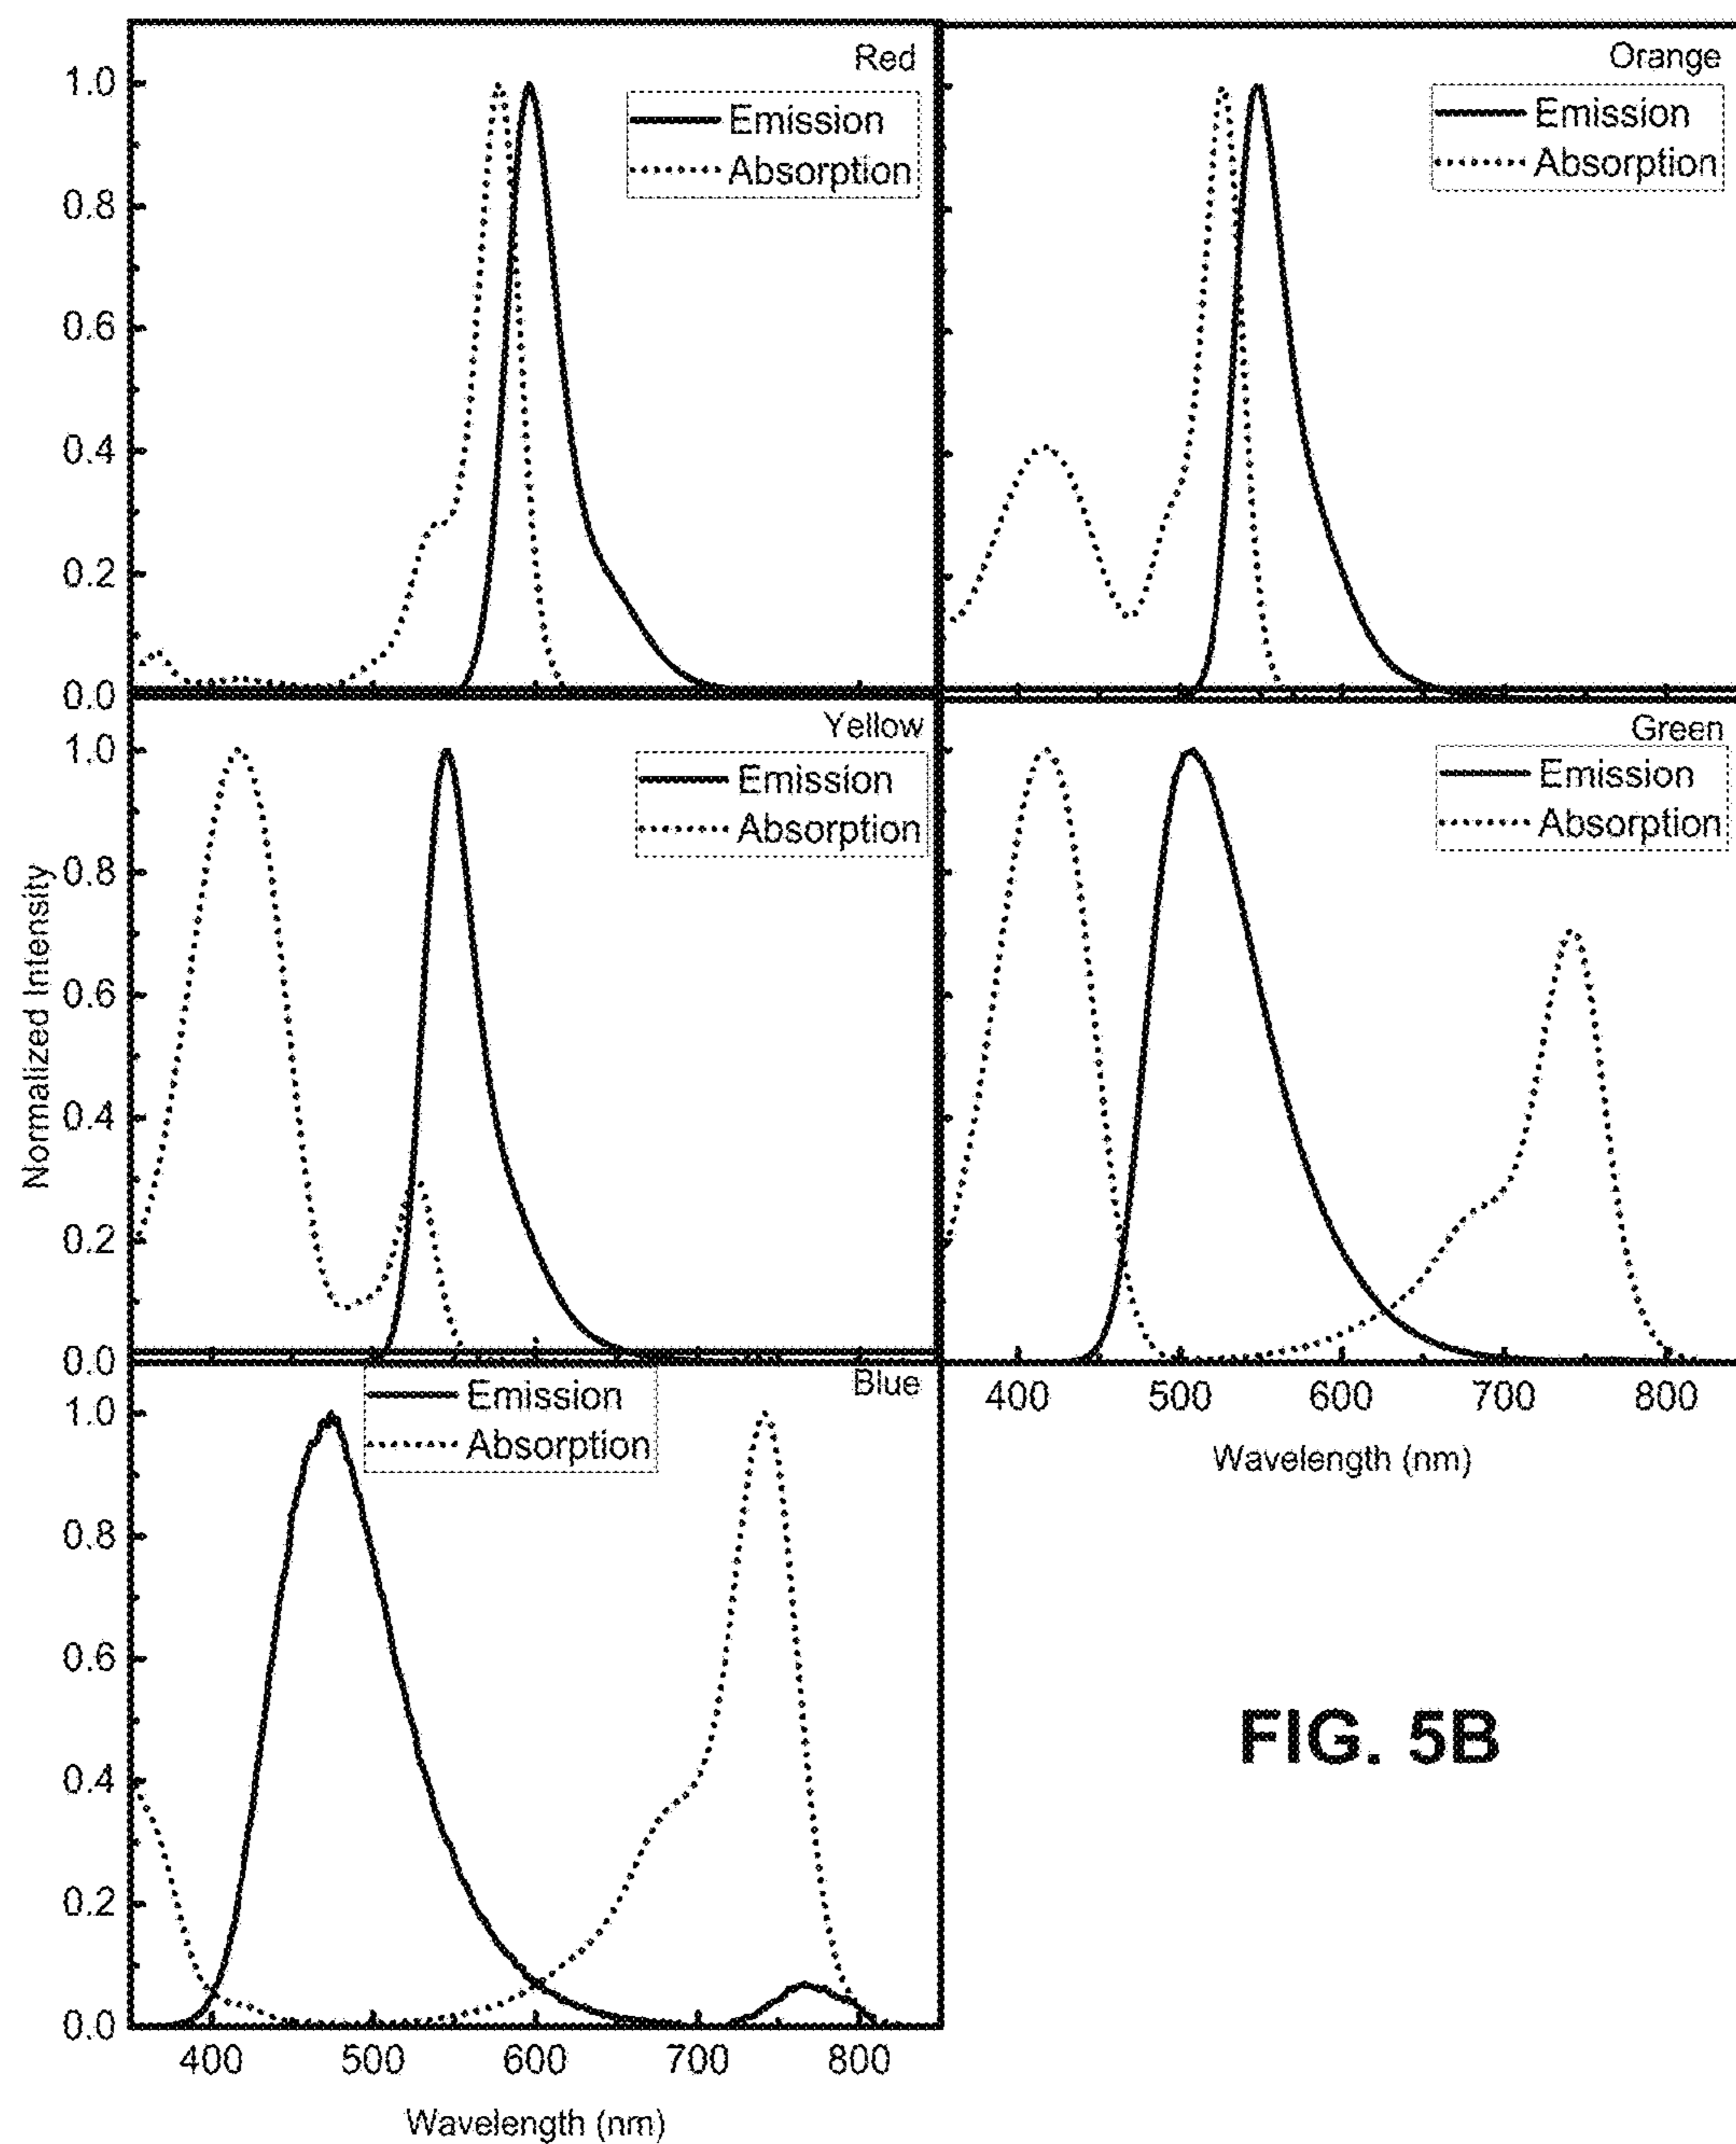 Red
Emission
Absorption
1.0
0.8
0.6
0.4
0.2
0.0
Orange
Emission
Absorption
Yellow
Emission
Absorption
1.0
0.8
0.6
0.4
0.2
0.0
Normalized Intensity
Green
Emission
Absorption
400 500 600 700 800
Wavelength (nm)
Blue
Emission
Absorption
1.0
0.8
0.6
0.4
0.2
0.0
400 500 600 700 800
Wavelength (nm)
FIG. 5B